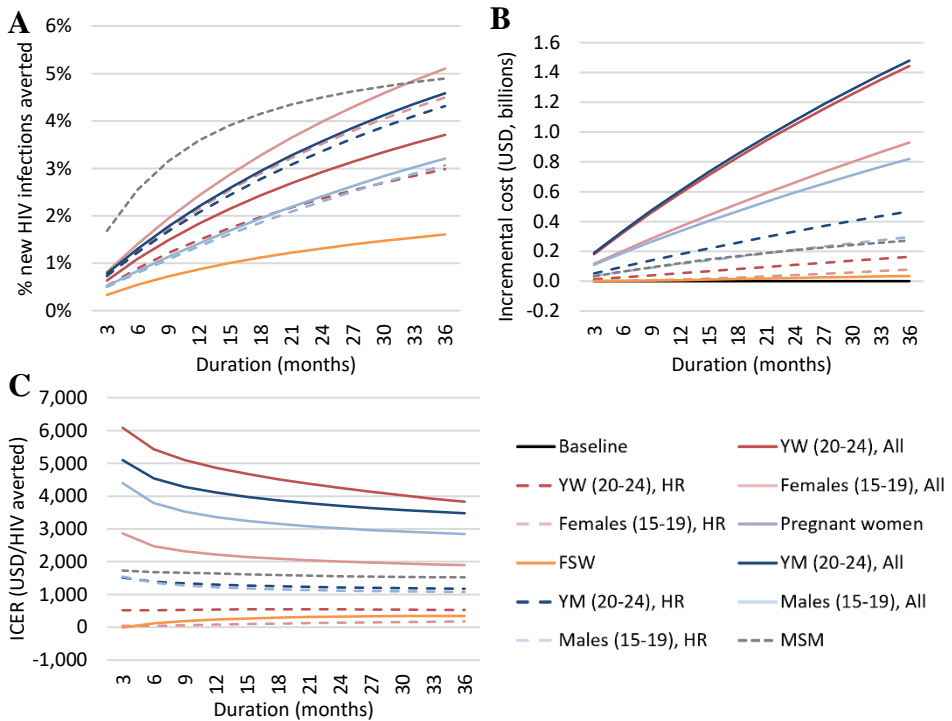 A
% new HIV infections averted
6%
5%
4%
3%
2%
1%
0%
3 6 9 12 15 18 21 24 27 30 33 36
Duration (months)
B
Incremental cost (USD, billions)
1.6
1.4
1.2
1.0
0.8
0.6
0.4
0.2
0.0
-0.2
3 6 9 12 15 18 21 24 27 30 33 36
Duration (months)
C
ICER (USD/HIV averted)
7,000
6,000
5,000
4,000
3,000
2,000
1,000
0
-1,000
3 6 9 12 15 18 21 24 27 30 33 36
Duration (months)
Baseline
YW (20-24), All
YW (20-24), HR
Females (15-19), All
Females (15-19), HR
Pregnant women
FSW
YM (20-24), All
YM (20-24), HR
Males (15-19), All
Males (15-19), HR
MSM